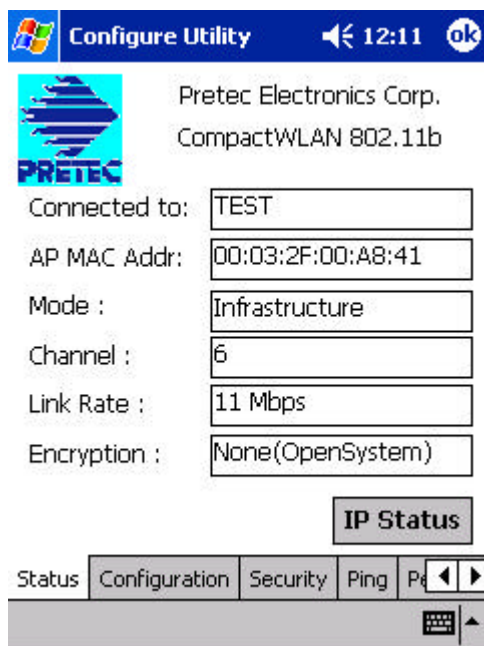 Configure Utility 12:11 ok
Pretec Electronics Corp.
CompactWLAN 802.11b
PRETEC
Connected to: TEST
AP MAC Addr: 00:03:2F:00:A8:41
Mode : Infrastructure
Channel : 6
Link Rate : 11 Mbps
Encryption : None(OpenSystem)
IP Status
Status Configuration Security Ping